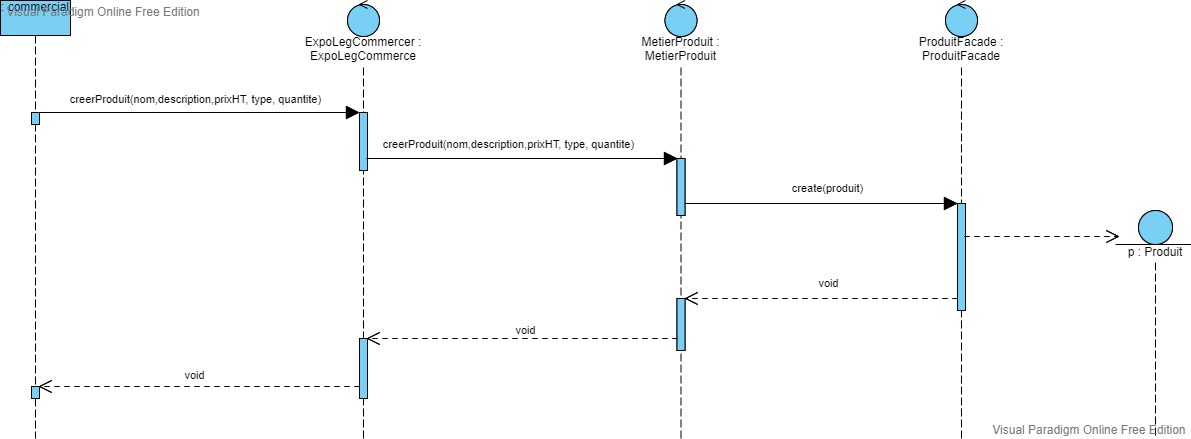 : commercial
Visual Paradigm Online Free Edition
ExpoLegCommercer :
ExpoLegCommerce
MetierProduit :
MetierProduit
ProduitFacade :
ProduitFacade
creerProduit(nom,description,prixHT, type, quantite)
creerProduit(nom,description,prixHT, type, quantite)
create(produit)
p : Produit
void
void
void
Visual Paradigm Online Free Edition